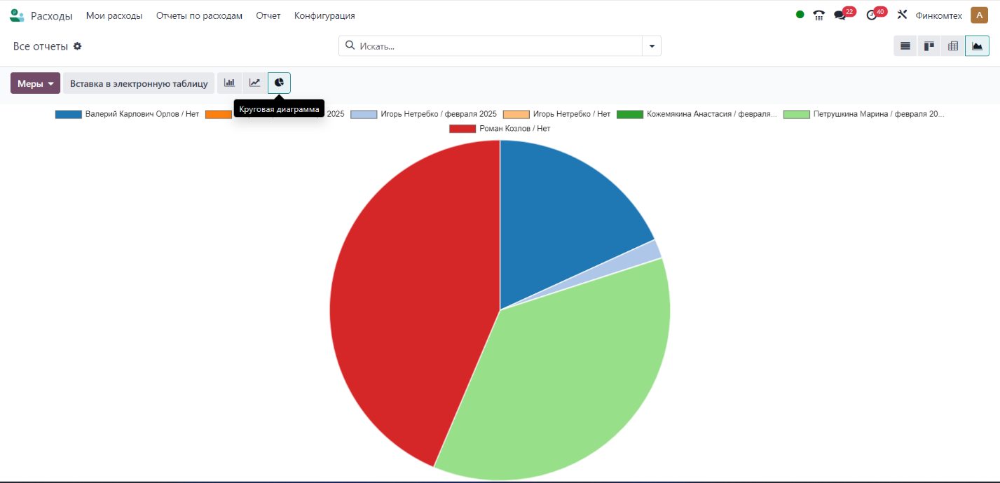 Расходы Мои расходы Отчеты по расходам Отчет Конфигурация 22 40 Финкомтех A
Все отчеты Искать...
Меры Вставка в электронную таблицу
Круговая диаграмма
Валерий Карлович Орлов / Нет 2025 Игорь Нетребко / февраля 2025 Игорь Нетребко / Нет Кожемякина Анастасия / февраля... Петрушкина Марина / февраля 20...
Роман Козлов / Нет